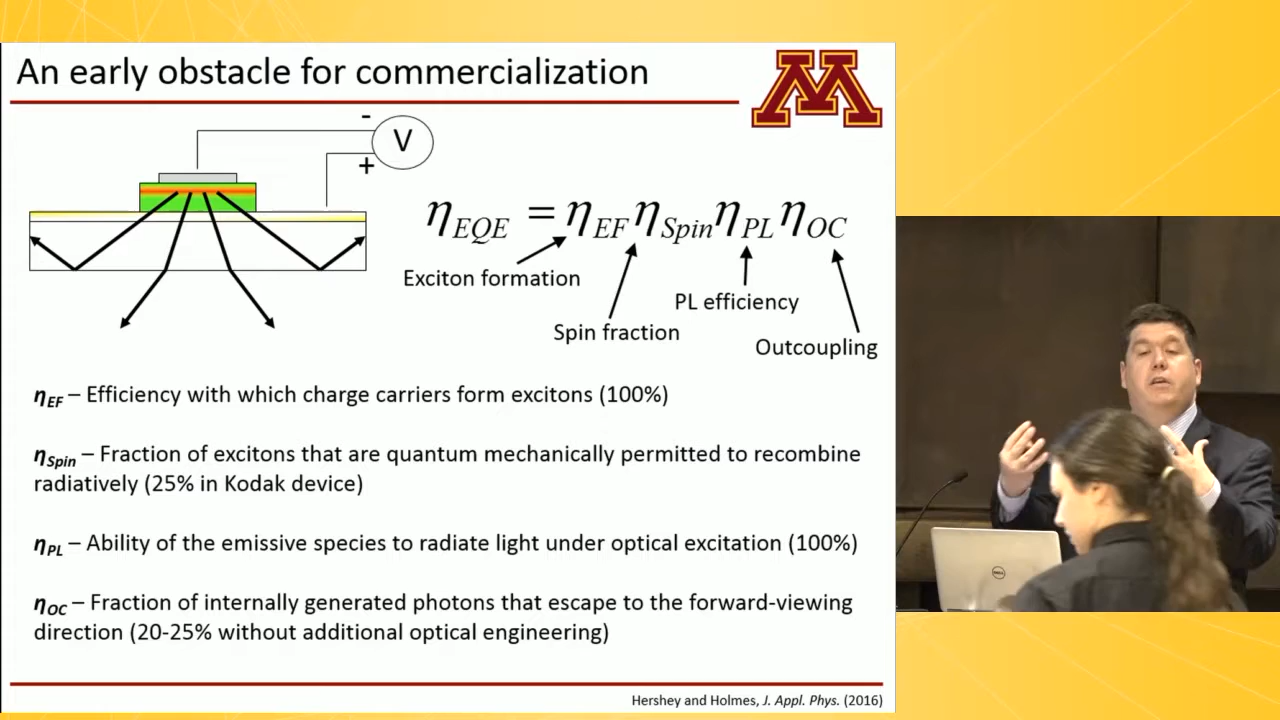 An early obstacle for commercialization
M
-
V
+
η_EQE = η_EF η_Spin η_PL η_OC
Exciton formation
PL efficiency
Spin fraction
Outcoupling
η_EF – Efficiency with which charge carriers form excitons (100%)
η_Spin – Fraction of excitons that are quantum mechanically permitted to recombine
radiatively (25% in Kodak device)
η_PL – Ability of the emissive species to radiate light under optical excitation (100%)
η_OC – Fraction of internally generated photons that escape to the forward-viewing
direction (20-25% without additional optical engineering)
Hershey and Holmes, J. Appl. Phys. (2016)
DELL